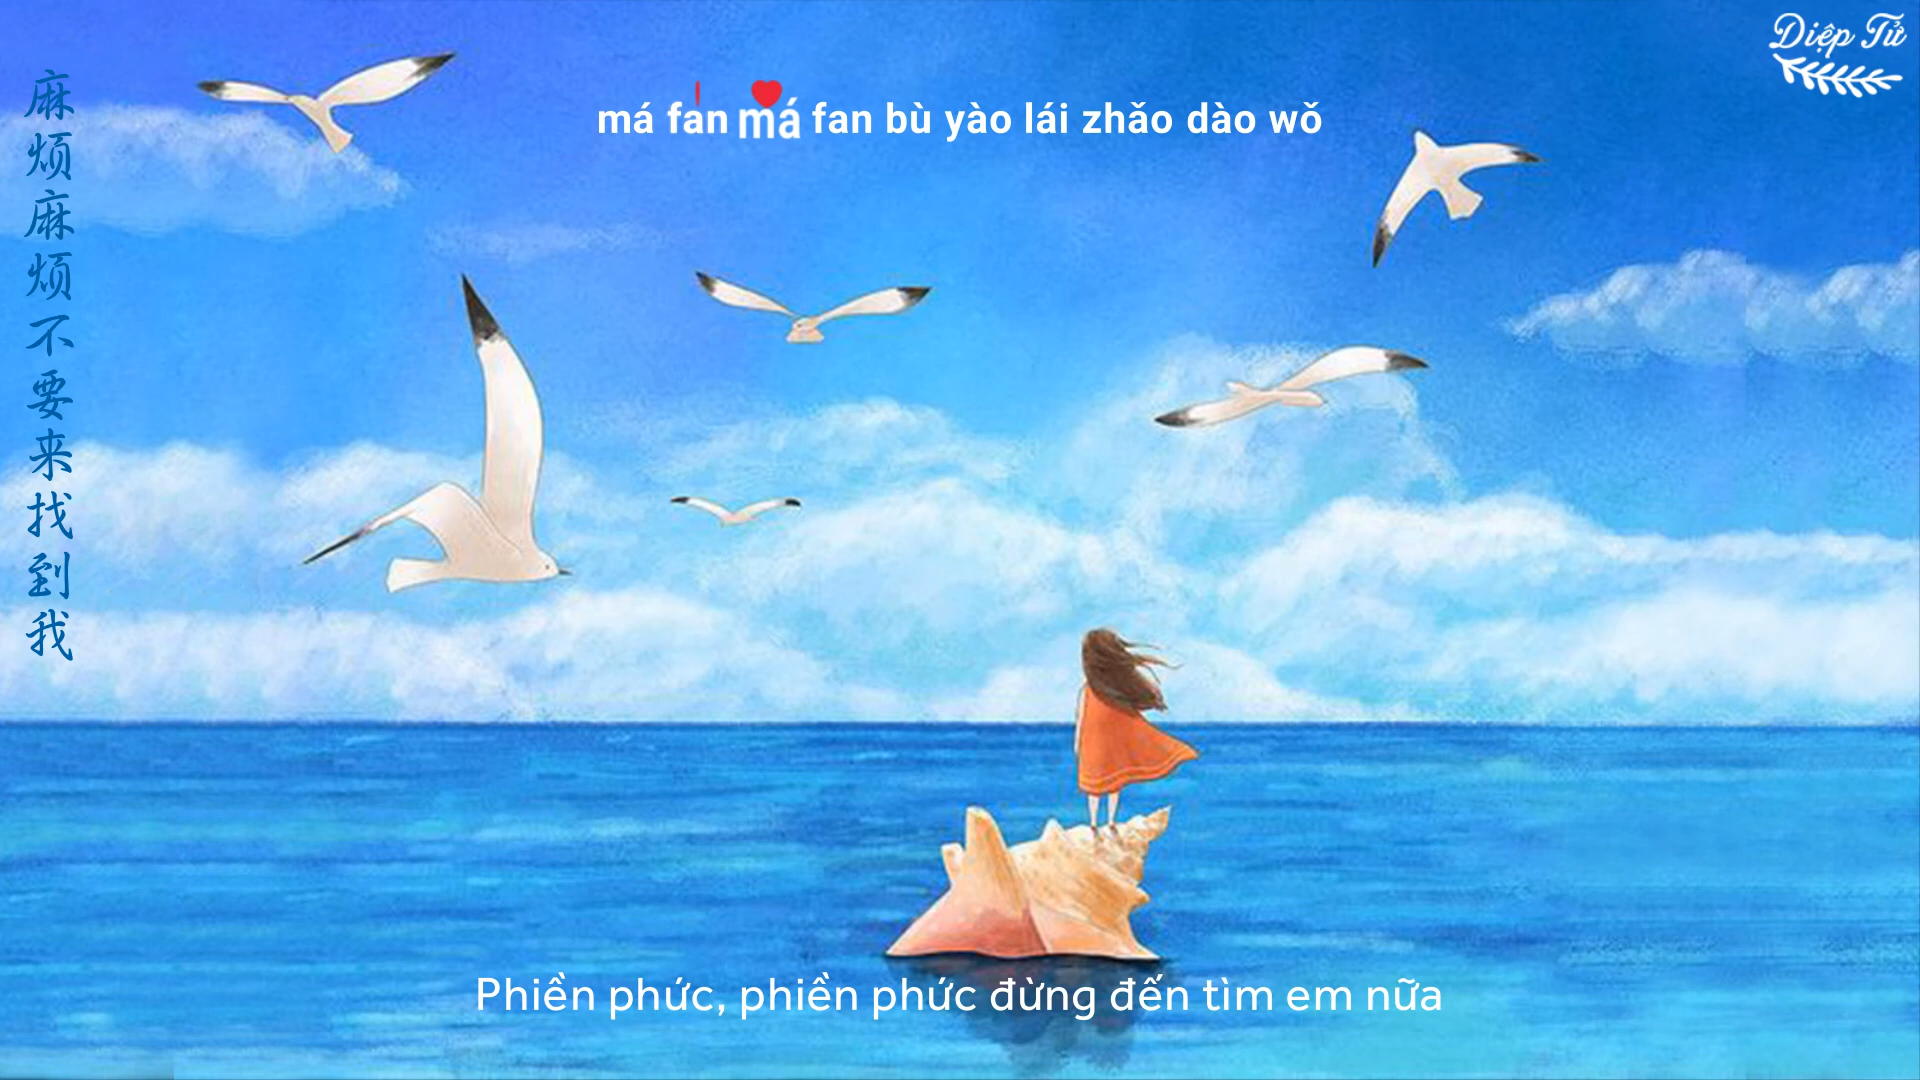 Diệp Tử
má fan má fan bù yào lái zhǎo dào wǒ
麻烦麻烦不要来找到我
Phiền phức, phiền phức đừng đến tìm em nữa